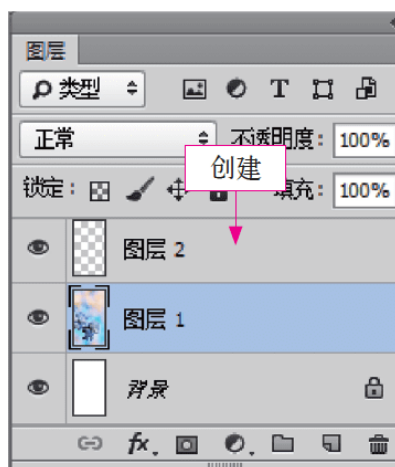 图层
类型 T
正常 不透明度: 100%
创建
锁定: 填充: 100%
图层 2
图层 1
背景
fx.